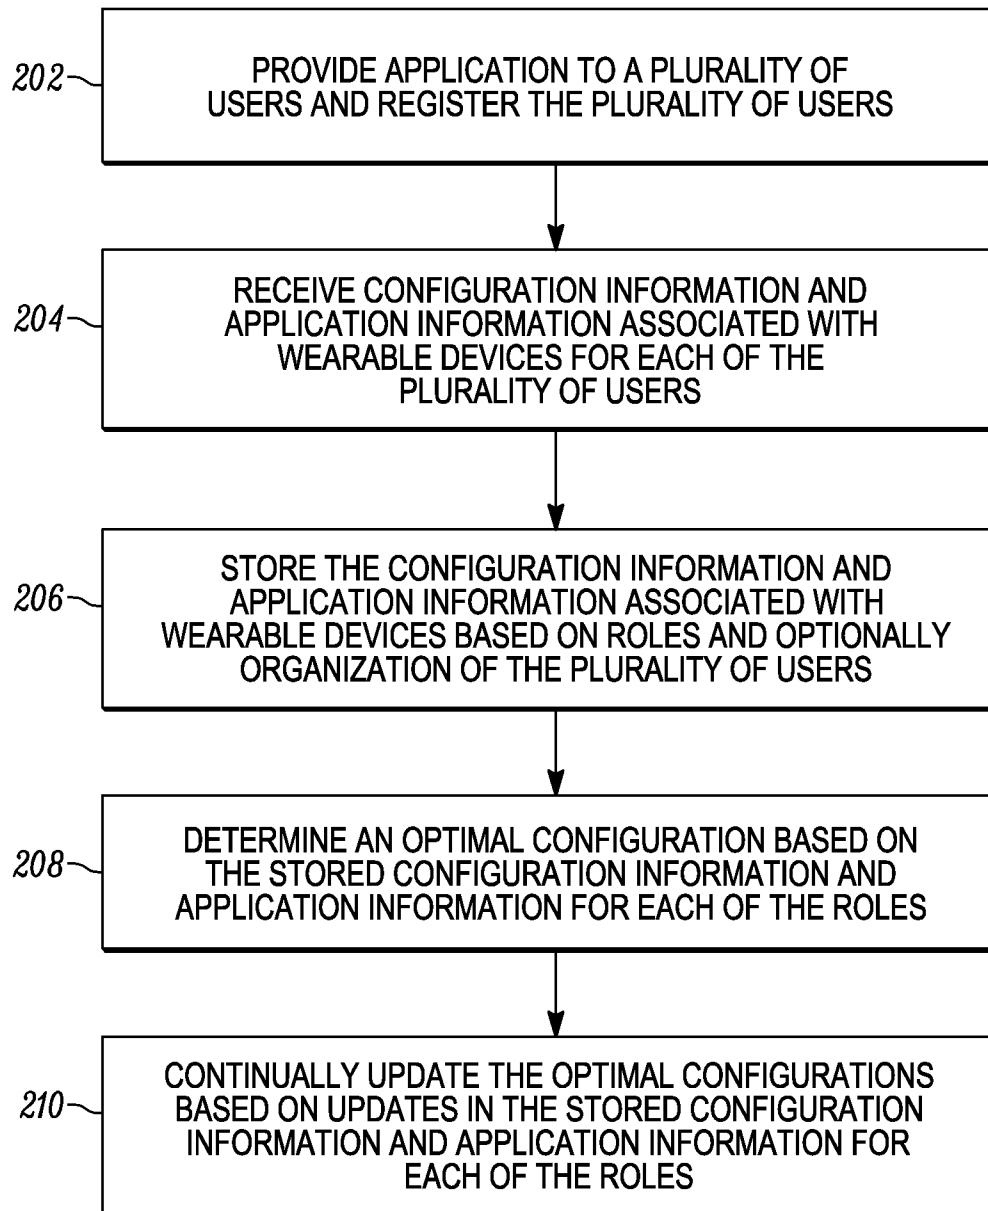 202
PROVIDE APPLICATION TO A PLURALITY OF
USERS AND REGISTER THE PLURALITY OF USERS
204
RECEIVE CONFIGURATION INFORMATION AND
APPLICATION INFORMATION ASSOCIATED WITH
WEARABLE DEVICES FOR EACH OF THE
PLURALITY OF USERS
206
STORE THE CONFIGURATION INFORMATION AND
APPLICATION INFORMATION ASSOCIATED WITH
WEARABLE DEVICES BASED ON ROLES AND OPTIONALLY
ORGANIZATION OF THE PLURALITY OF USERS
208
DETERMINE AN OPTIMAL CONFIGURATION BASED ON
THE STORED CONFIGURATION INFORMATION AND
APPLICATION INFORMATION FOR EACH OF THE ROLES
210
CONTINUALLY UPDATE THE OPTIMAL CONFIGURATIONS
BASED ON UPDATES IN THE STORED CONFIGURATION
INFORMATION AND APPLICATION INFORMATION FOR
EACH OF THE ROLES